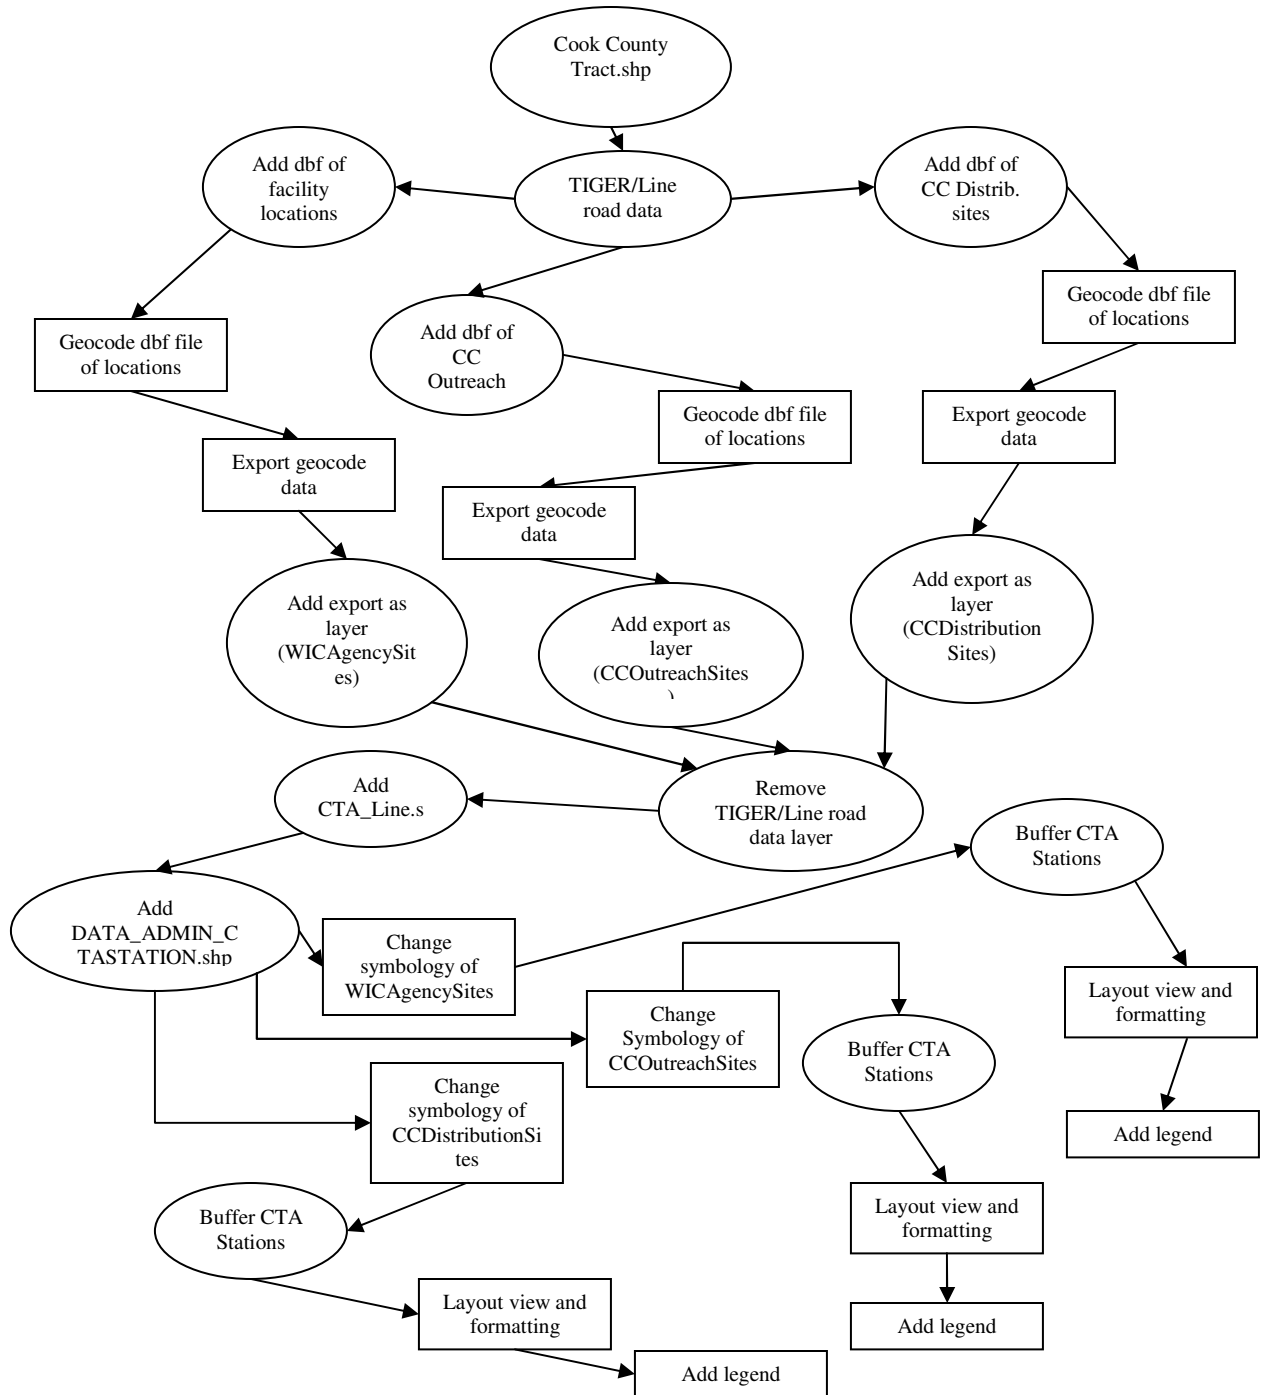 Cook County
Tract.shp
Add dbf of
facility
locations
TIGER/Line
road data
Add dbf of
CC Distrib.
sites
Geocode dbf file
of locations
Add dbf of
CC
Outreach
Geocode dbf file
of locations
Geocode dbf file
of locations
Export geocode
data
Export geocode
data
Export geocode
data
Add export as
layer
(WICAgencySit
es)
Add export as
layer
(CCOutreachSites
)
Add export as
layer
(CCDistribution
Sites)
Add
CTA_Line.s
Remove
TIGER/Line road
data layer
Buffer CTA
Stations
Add
DATA_ADMIN_C
TASTATION.shp
Change
symbology of
WICAgencySites
Layout view and
formatting
Change
Symbology of
CCOutreachSites
Buffer CTA
Stations
Change
symbology of
CCDistributionSi
tes
Add legend
Buffer CTA
Stations
Layout view and
formatting
Layout view and
formatting
Add legend
Add legend